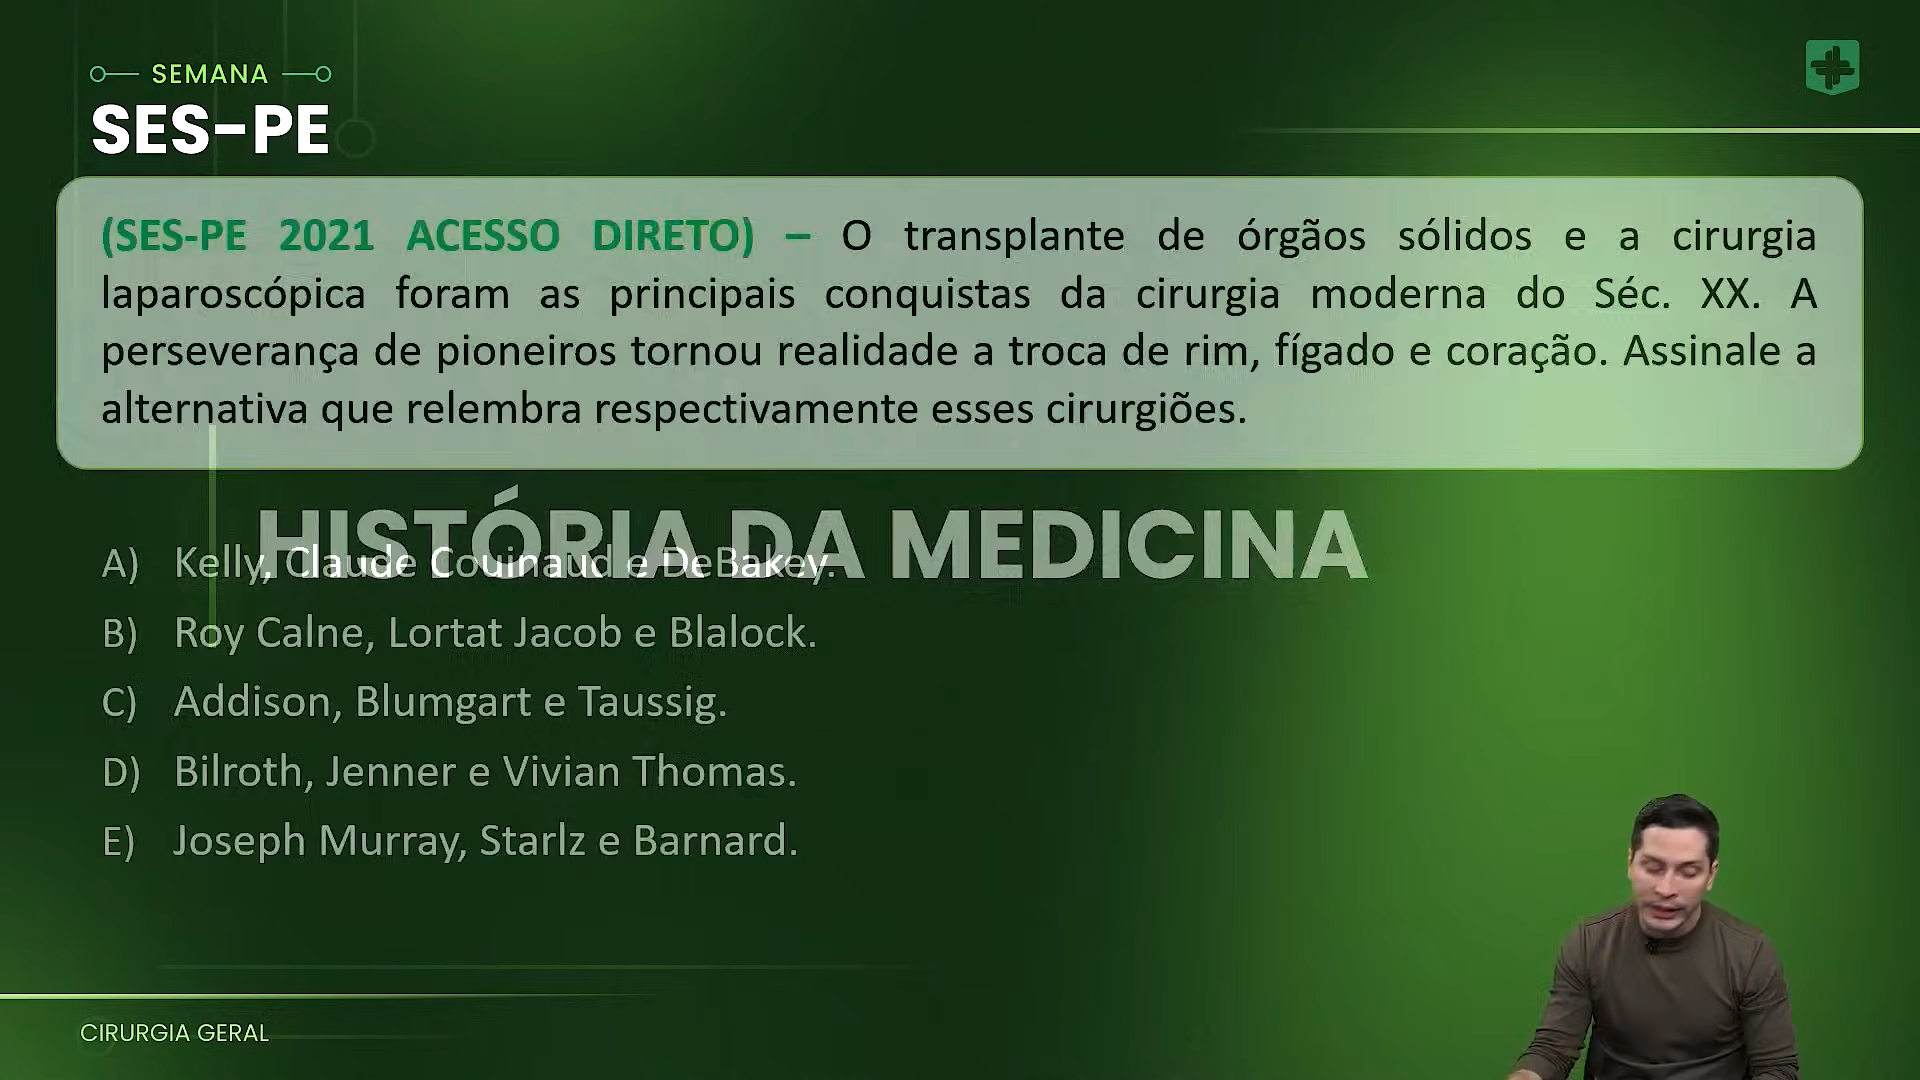 SEMANA
SES-PE
(SES-PE 2021 ACESSO DIRETO) – O transplante de órgãos sólidos e a cirurgia
laparoscópica foram as principais conquistas da cirurgia moderna do Séc. XX. A
perseverança de pioneiros tornou realidade a troca de rim, fígado e coração. Assinale a
alternativa que relembra respectivamente esses cirurgiões.
HISTÓRIA DA MEDICINA
A) Kelly, Claude Couinaud e DeBakey.
B) Roy Calne, Lortat Jacob e Blalock.
C) Addison, Blumgart e Taussig.
D) Bilroth, Jenner e Vivian Thomas.
E) Joseph Murray, Starlz e Barnard.
CIRURGIA GERAL